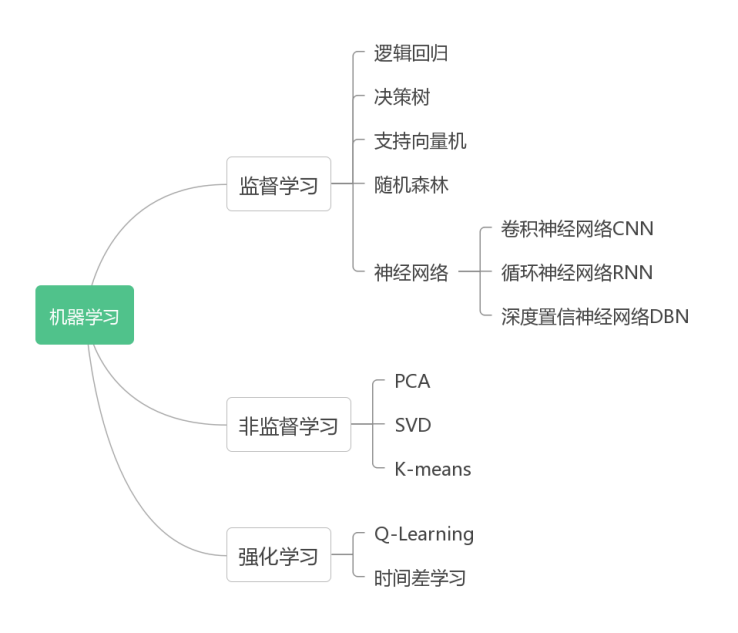 机器学习
监督学习
逻辑回归
决策树
支持向量机
随机森林
神经网络
卷积神经网络CNN
循环神经网络RNN
深度置信神经网络DBN
非监督学习
PCA
SVD
K-means
强化学习
Q-Learning
时间差学习